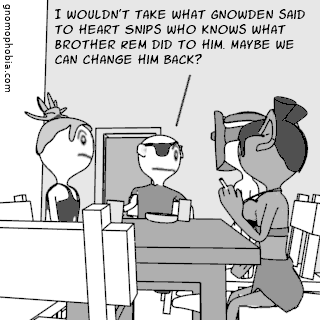 I WOULDN'T TAKE WHAT GNOWDEN SAID
TO HEART SNIPS WHO KNOWS WHAT
BROTHER REM DID TO HIM. MAYBE WE
CAN CHANGE HIM BACK?
gnomophobia.com